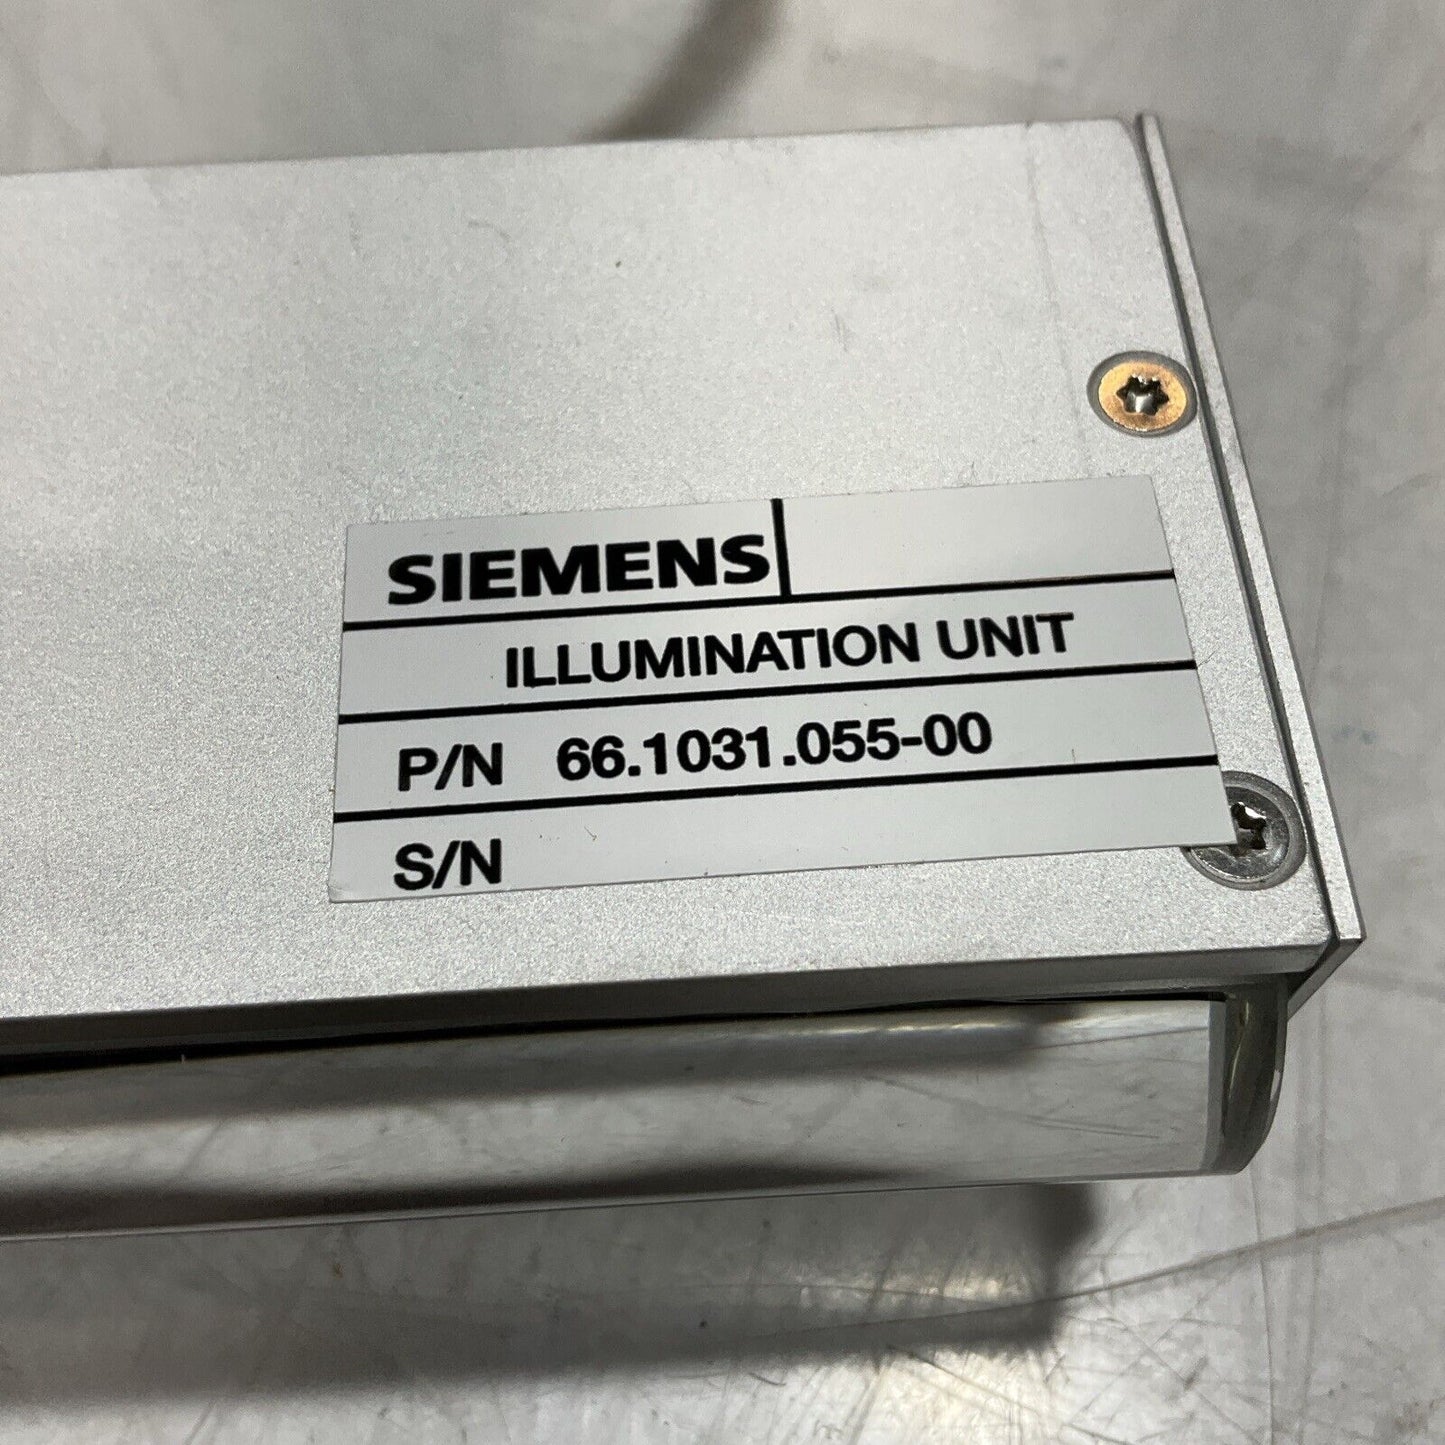 SIEMENS
ILLUMINATION UNIT
P/N 66.1031.055-00
S/N